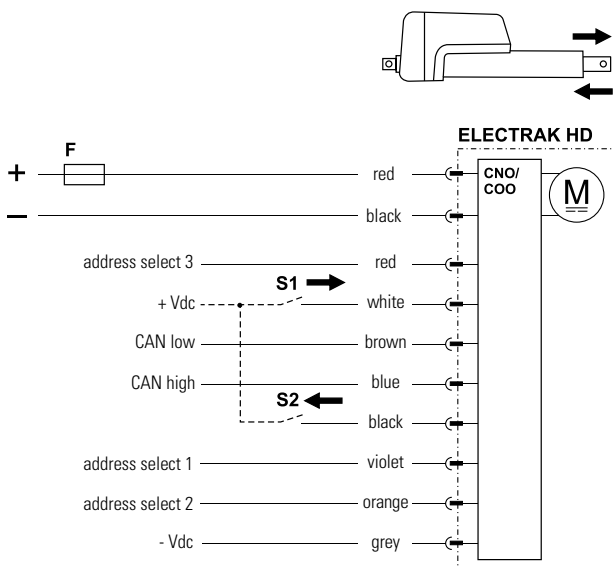 ELECTRAK HD
F
+ red CNO/
COO
M
– black
address select 3 red
S1
+ Vdc white
CAN low brown
CAN high blue
S2
black
address select 1 violet
address select 2 orange
- Vdc grey